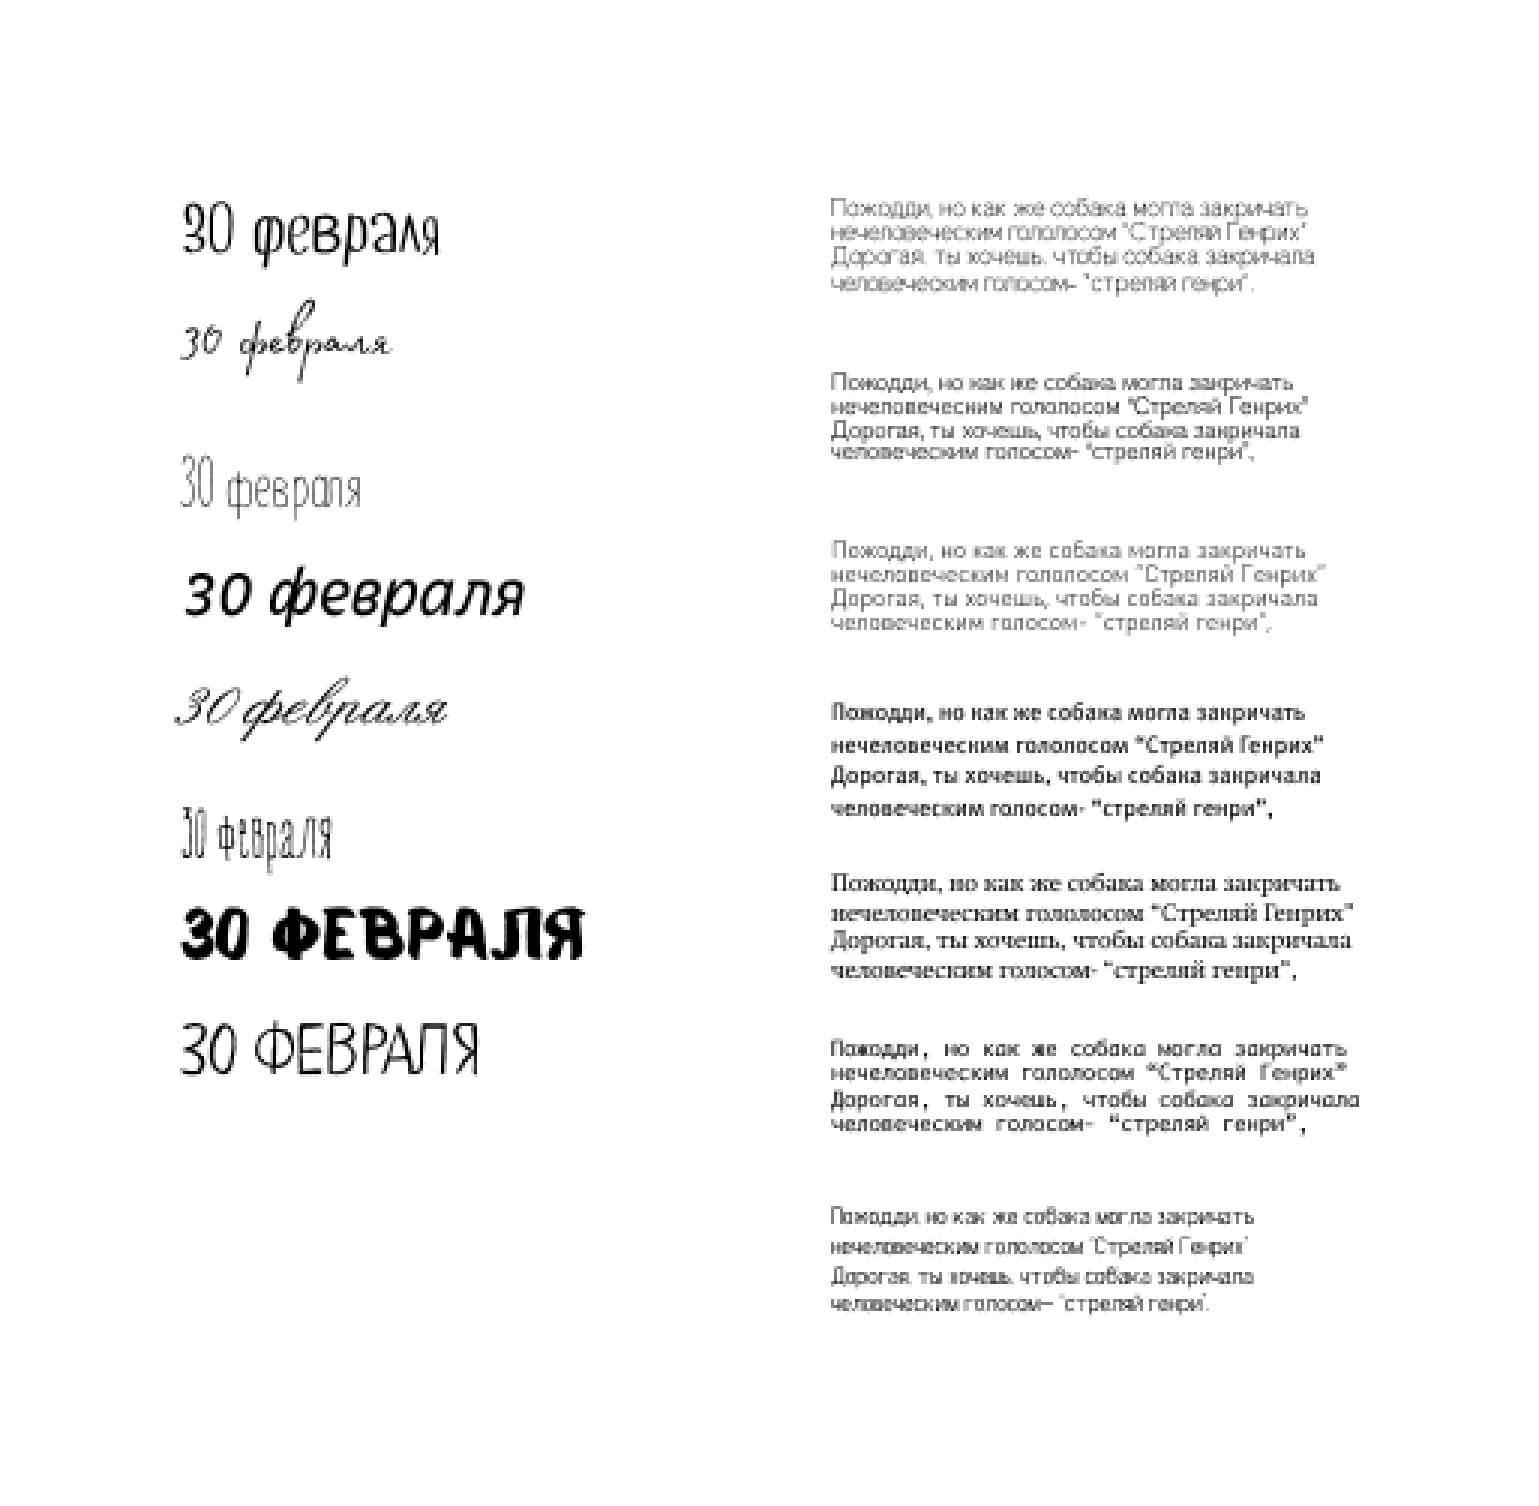 30 февраля
30 февраля
30 февраля
30 февраля
30 февраля
30 февраля
30 ФЕВРАЛЯ
30 ФЕВРАЛЯ
Пожодди, но как же собака могла закричать
нечеловеческим гололосом "Стреляй Генрих"
Дорогая, ты хочешь, чтобы собака закричала
человеческим голосом- "стреляй генри",
Пожодди, но как же собака могла закричать
нечеловеческим гололосом "Стреляй Генрих"
Дорогая, ты хочешь, чтобы собака закричала
человеческим голосом- "стреляй генри",
Пожодди, но как же собака могла закричать
нечеловеческим гололосом "Стреляй Генрих"
Дорогая, ты хочешь, чтобы собака закричала
человеческим голосом- "стреляй генри",
Пожодди, но как же собака могла закричать
нечеловеческим гололосом "Стреляй Генрих"
Дорогая, ты хочешь, чтобы собака закричала
человеческим голосом- "стреляй генри",
Пожодди, но как же собака могла закричать
нечеловеческим гололосом "Стреляй Генрих"
Дорогая, ты хочешь, чтобы собака закричала
человеческим голосом- "стреляй генри",
Пожодди, но как же собака могла закричать
нечеловеческим гололосом "Стреляй Генрих"
Дорогая, ты хочешь, чтобы собака закричала
человеческим голосом- "стреляй генри",
Пожодди, но как же собака могла закричать
нечеловеческим гололосом "Стреляй Генрих"
Дорогая, ты хочешь, чтобы собака закричала
человеческим голосом- "стреляй генри",